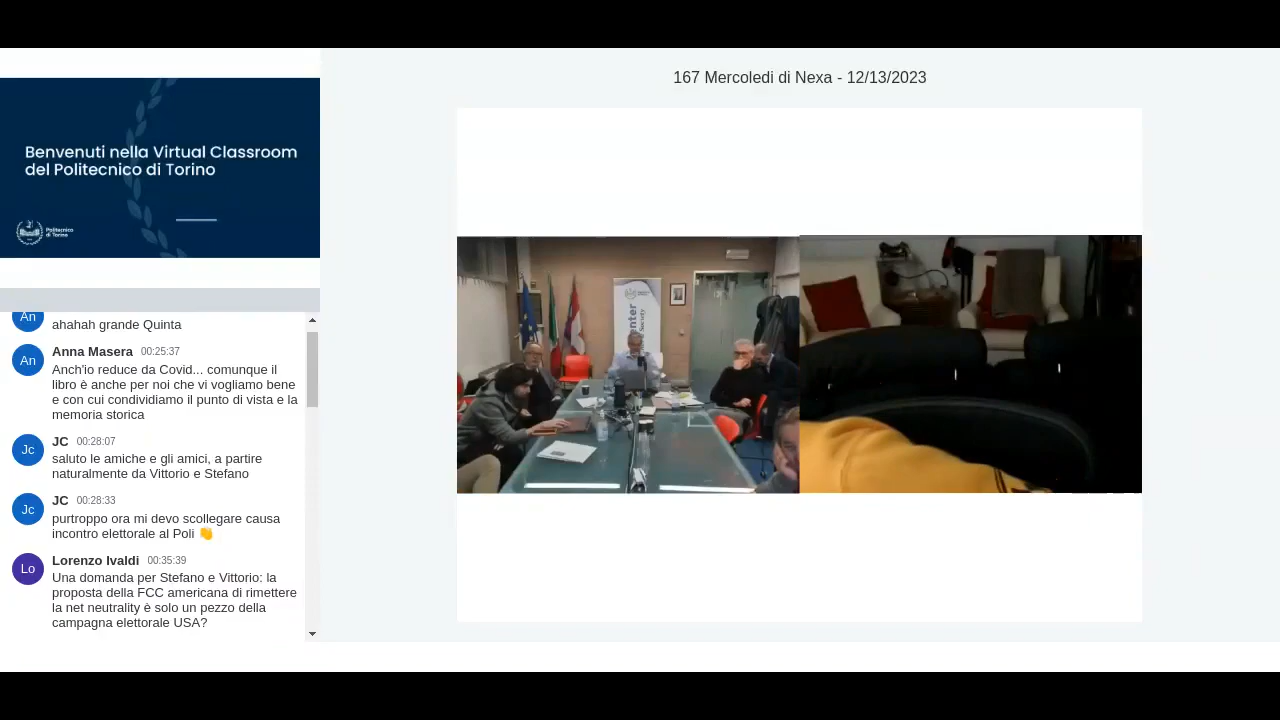 167 Mercoledi di Nexa - 12/13/2023
Benvenuti nella Virtual Classroom
del Politecnico di Torino
Politecnico
di Torino
An
ahahah grande Quinta
An
Anna Masera 00:25:37
Anch'io reduce da Covid... comunque il
libro è anche per noi che vi vogliamo bene
e con cui condividiamo il punto di vista e la
memoria storica
Jc
JC 00:28:07
saluto le amiche e gli amici, a partire
naturalmente da Vittorio e Stefano
Jc
JC 00:28:33
purtroppo ora mi devo scollegare causa
incontro elettorale al Poli 👏
Lo
Lorenzo Ivaldi 00:35:39
Una domanda per Stefano e Vittorio: la
proposta della FCC americana di rimettere
la net neutrality è solo un pezzo della
campagna elettorale USA?